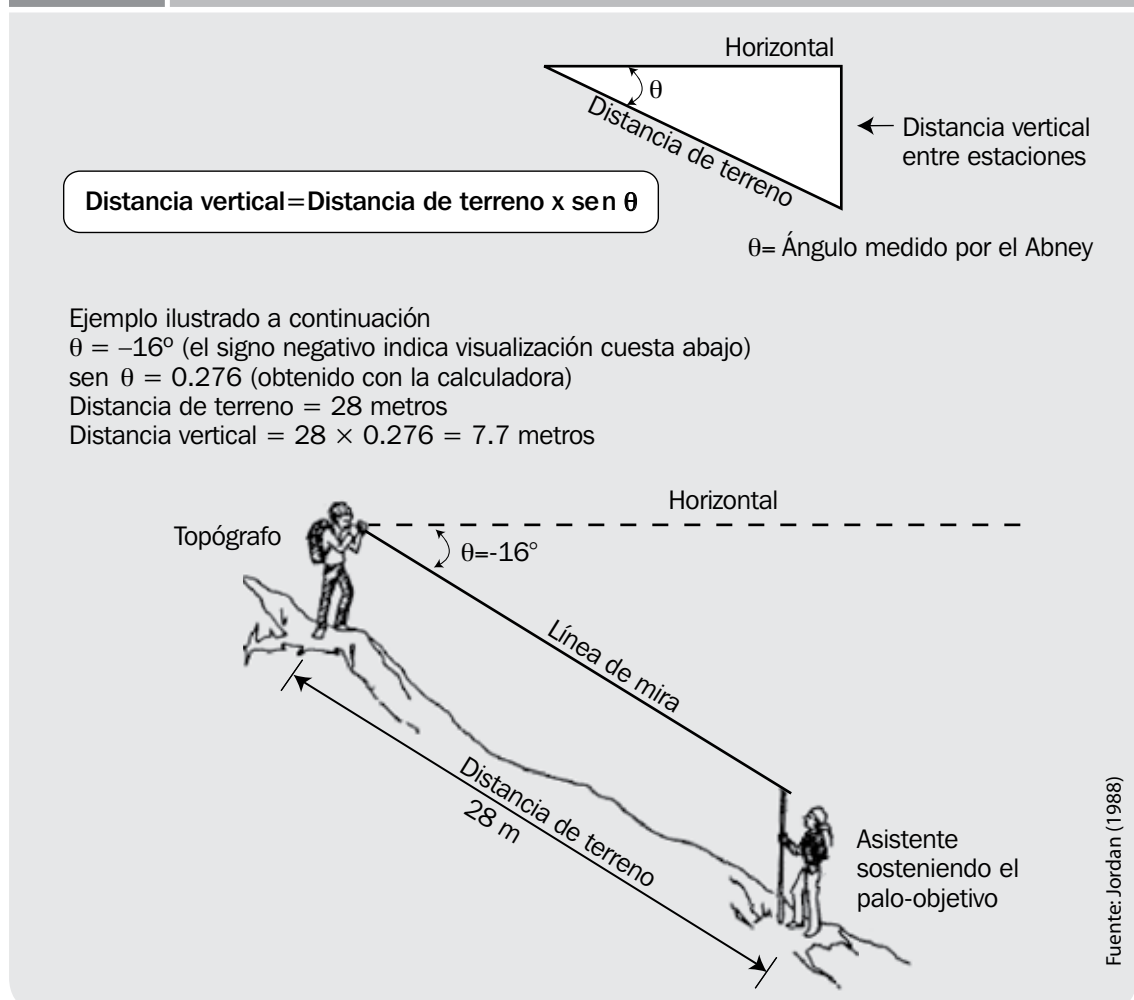 Horizontal
θ
Distancia de terreno
Distancia vertical
entre estaciones
Distancia vertical=Distancia de terreno x sen θ
θ= Ángulo medido por el Abney
Ejemplo ilustrado a continuación
θ = –16º (el signo negativo indica visualización cuesta abajo)
sen θ = 0.276 (obtenido con la calculadora)
Distancia de terreno = 28 metros
Distancia vertical = 28 × 0.276 = 7.7 metros
Horizontal
Topógrafo
θ=-16°
Línea de mira
Distancia de terreno
28 m
Asistente
sosteniendo el
palo-objetivo
Fuente: Jordan (1988)